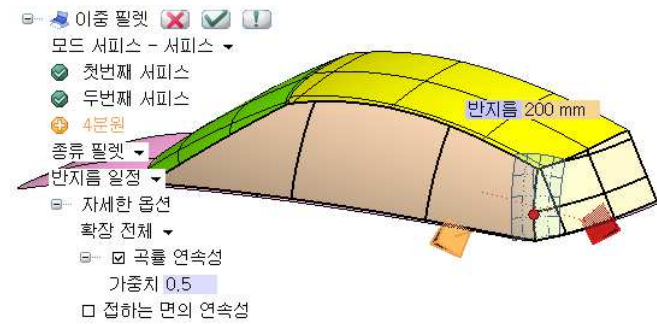 이중 필렛
모드 서피스 - 서피스
첫번째 서피스
두번째 서피스
반지름 200 mm
4분원
종류 필렛
반지름 일정
자세한 옵션
확장 전체
곡률 연속성
가중치 0.5
접하는 면의 연속성